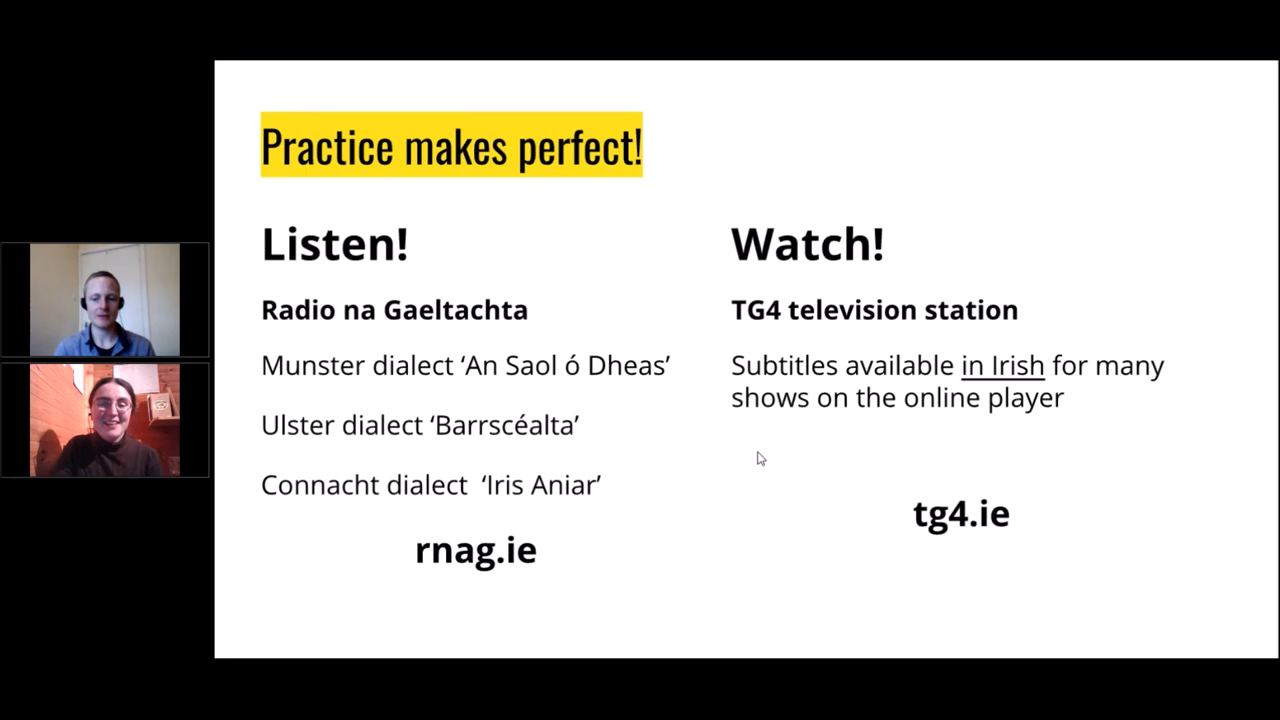 Practice makes perfect!
Listen!
Radio na Gaeltachta
Munster dialect ‘An Saol ó Dheas’
Ulster dialect ‘Barrscéalta’
Connacht dialect ‘Iris Aniar’
rnag.ie
Watch!
TG4 television station
Subtitles available in Irish for many
shows on the online player
tg4.ie